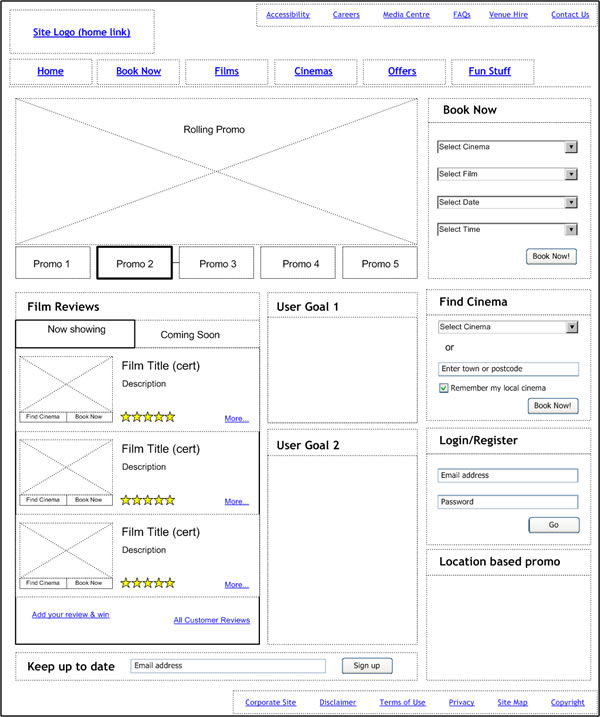 Accessibility Careers Media Centre FAQs Venue Hire Contact Us
Site Logo (home link)
Home Book Now Films Cinemas Offers Fun Stuff
Rolling Promo
Promo 1 Promo 2 Promo 3 Promo 4 Promo 5
Book Now
Select Cinema
Select Film
Select Date
Select Time
Book Now!
Film Reviews
Now showing Coming Soon
Film Title (cert)
Description
Find Cinema Book Now
More...
Film Title (cert)
Description
Find Cinema Book Now
More...
Film Title (cert)
Description
Find Cinema Book Now
More...
Add your review & win
All Customer Reviews
User Goal 1
User Goal 2
Find Cinema
Select Cinema
or
Enter town or postcode
Remember my local cinema
Book Now!
Login/Register
Email address
Password
Go
Location based promo
Keep up to date Email address Sign up
Corporate Site Disclaimer Terms of Use Privacy Site Map Copyright